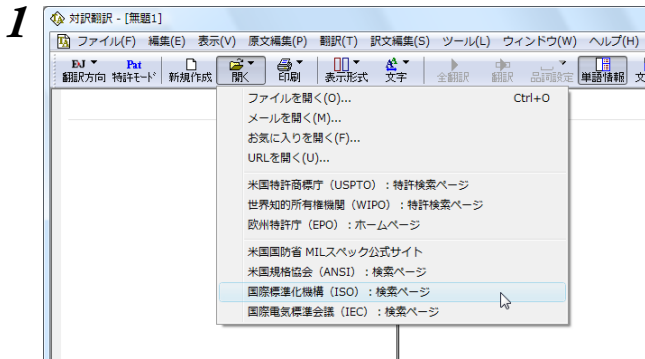 1
対訳翻訳 - [無題1]
ファイル(F) 編集(E) 表示(V) 原文編集(P) 翻訳(T) 訳文編集(S) ツール(L) ウィンドウ(W) ヘルプ(H)
EJ Pat
翻訳方向 特許モード 新規作成 開く 印刷 表示形式 文字 全翻訳 翻訳 品詞設定 単語情報 文
ファイルを開く(O)... Ctrl+O
メールを開く(M)...
お気に入りを開く(F)...
URLを開く(U)...
米国特許商標庁（USPTO）：特許検索ページ
世界知的所有権機関（WIPO）：特許検索ページ
欧州特許庁（EPO）：ホームページ
米国国防省 MILスペック公式サイト
米国規格協会（ANSI）：検索ページ
国際標準化機構（ISO）：検索ページ
国際電気標準会議（IEC）：検索ページ